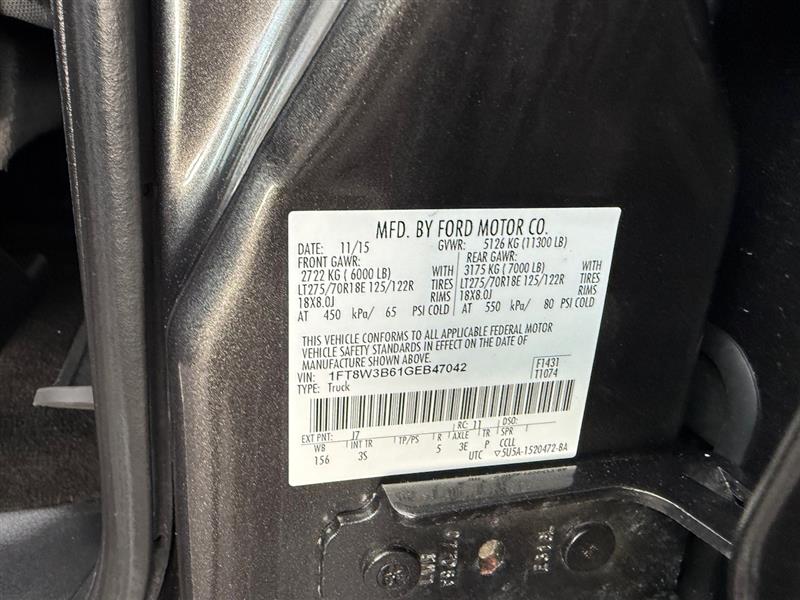 MFD. BY FORD MOTOR CO.
DATE: 11/15 GVWR: 5126 KG (11300 LB)
FRONT GAWR: REAR GAWR:
2722 KG ( 6000 LB) WITH 3175 KG ( 7000 LB) WITH
LT275/70R18E 125/122R TIRES LT275/70R18E 125/122R TIRES
18X8.0J RIMS 18X8.0J RIMS
AT 450 kPa/ 65 PSI COLD AT 550 kPa/ 80 PSI COLD
THIS VEHICLE CONFORMS TO ALL APPLICABLE FEDERAL MOTOR
VEHICLE SAFETY STANDARDS IN EFFECT ON THE DATE OF
MANUFACTURE SHOWN ABOVE.
VIN: 1FT8W3B61GEB47042 F1431
TYPE: Truck T1074
EXT PNT: J7 RC: 11 DSO:
WB INT TR TP/PS R AXLE TR SPR
156 3S 5 3E P CCLL
UTC ▽5U5A-1520472-BA